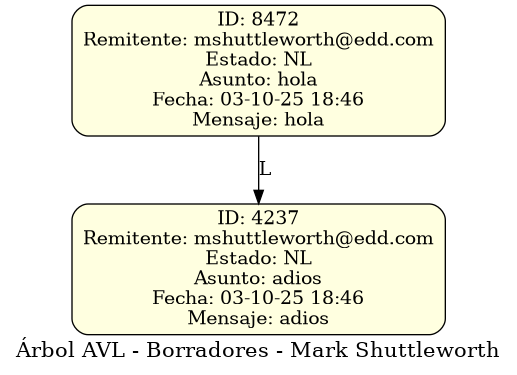 ID: 8472
Remitente: mshuttleworth@edd.com
Estado: NL
Asunto: hola
Fecha: 03-10-25 18:46
Mensaje: hola
L
ID: 4237
Remitente: mshuttleworth@edd.com
Estado: NL
Asunto: adios
Fecha: 03-10-25 18:46
Mensaje: adios
Árbol AVL - Borradores - Mark Shuttleworth